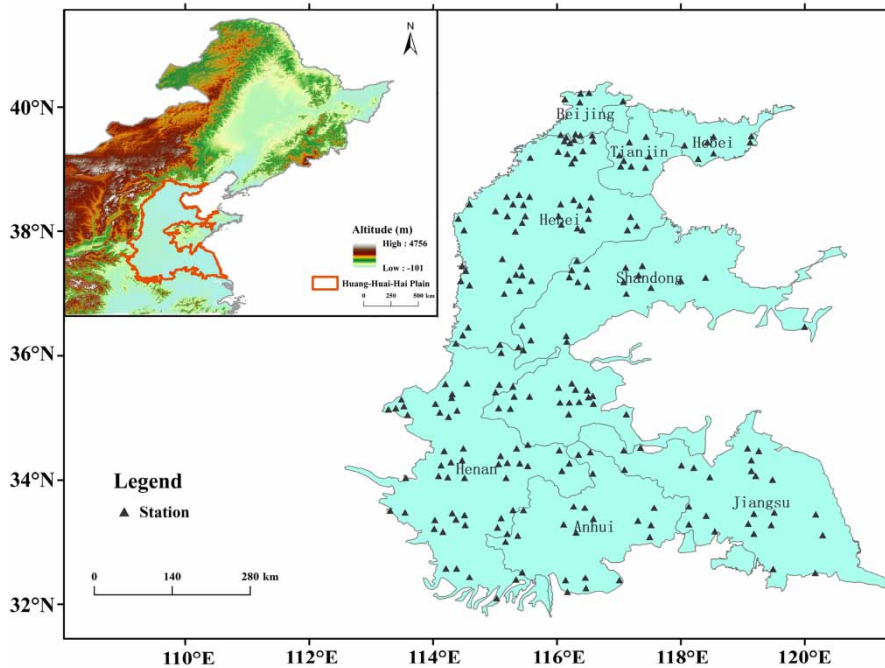 N
Altitude (m)
High : 4756
Low : -101
Huang-Huai-Hai Plain
0 250 500 km
40°N
38°N
36°N
34°N
32°N
Beijing
Tianjin
Hebei
Hebei
Shandong
Henan
Anhui
Jiangsu
Legend
Station
0 140 280 km
110°E 112°E 114°E 116°E 118°E 120°E